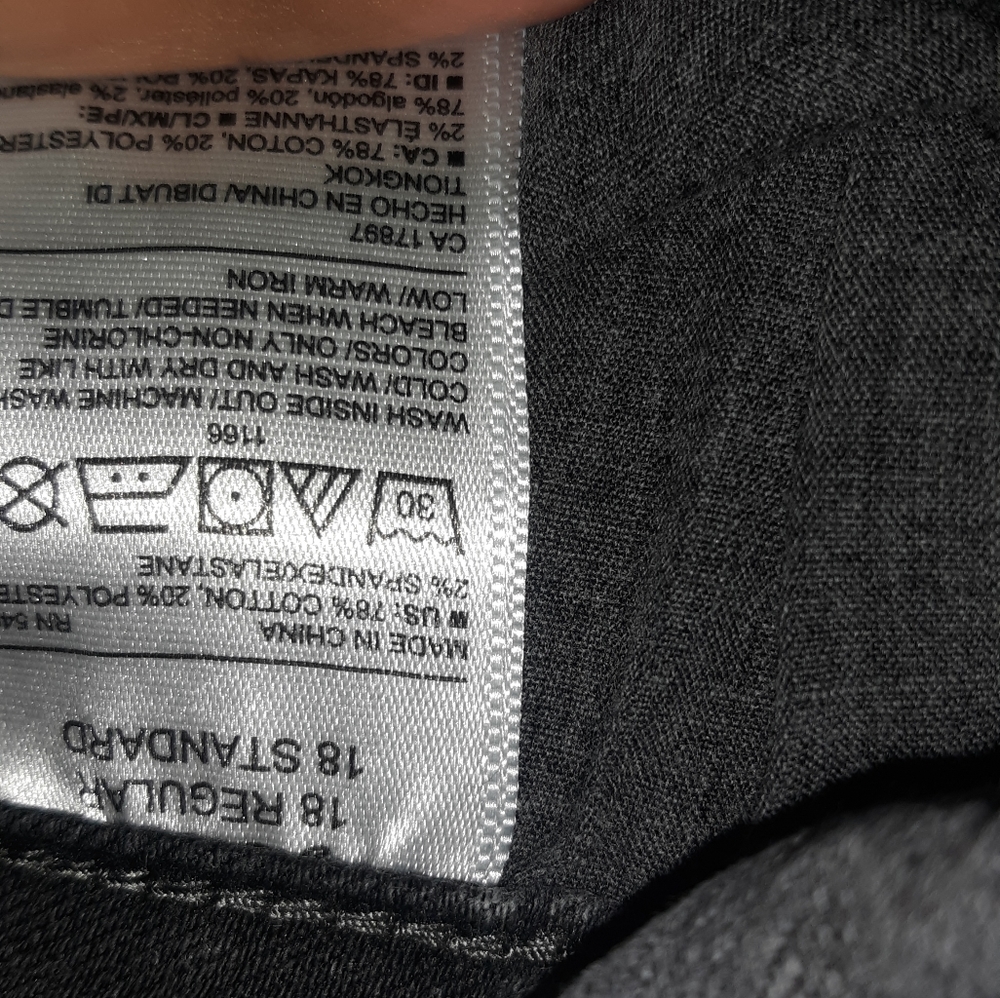 18 REGULAR
18 STANDARD
MADE IN CHINA RN
■ US: 78% COTTON, 20%
2% SPANDEX/ELASTANE
30
1166
WASH INSIDE OUT/ MACHINE WASH
COLD/ WASH AND DRY WITH LIKE
COLORS/ ONLY NON-CHLORINE
BLEACH WHEN NEEDED/ TUMBLE
LOW/ WARM IRON
CA 17897
HECHO EN CHINA/ DIBUAT DI
TIONGKOK
■ CA: 78% COTON, 20%
2% ÉLASTHANNE ■ CL/MX/PE:
78% algodón, 20% poliéster, 2%
■ ID: 78% KAPAS, 20%
2%